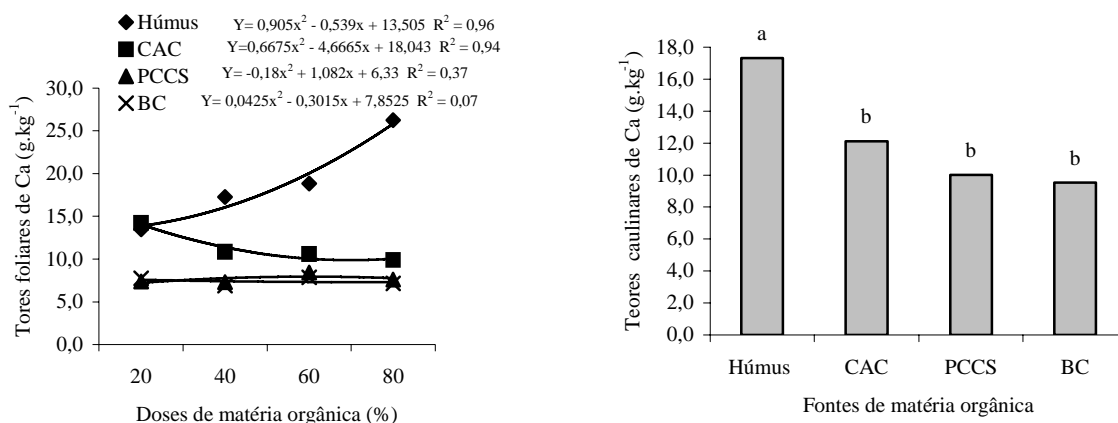 Húmus Y= 0,905x² - 0,539x + 13,505 R² = 0,96
CAC Y=0,6675x² - 4,6665x + 18,043 R² = 0,94
PCCS Y= -0,18x² + 1,082x + 6,33 R² = 0,37
BC Y= 0,0425x² - 0,3015x + 7,8525 R² = 0,07
Tores foliares de Ca (g.kg⁻¹)
30,0
25,0
20,0
15,0
10,0
5,0
0,0
20 40 60 80
Doses de matéria orgânica (%)
Teores caulinares de Ca (g.kg⁻¹)
18,0
16,0
14,0
12,0
10,0
8,0
6,0
4,0
2,0
0,0
a
b
b
b
Húmus CAC PCCS BC
Fontes de matéria orgânica